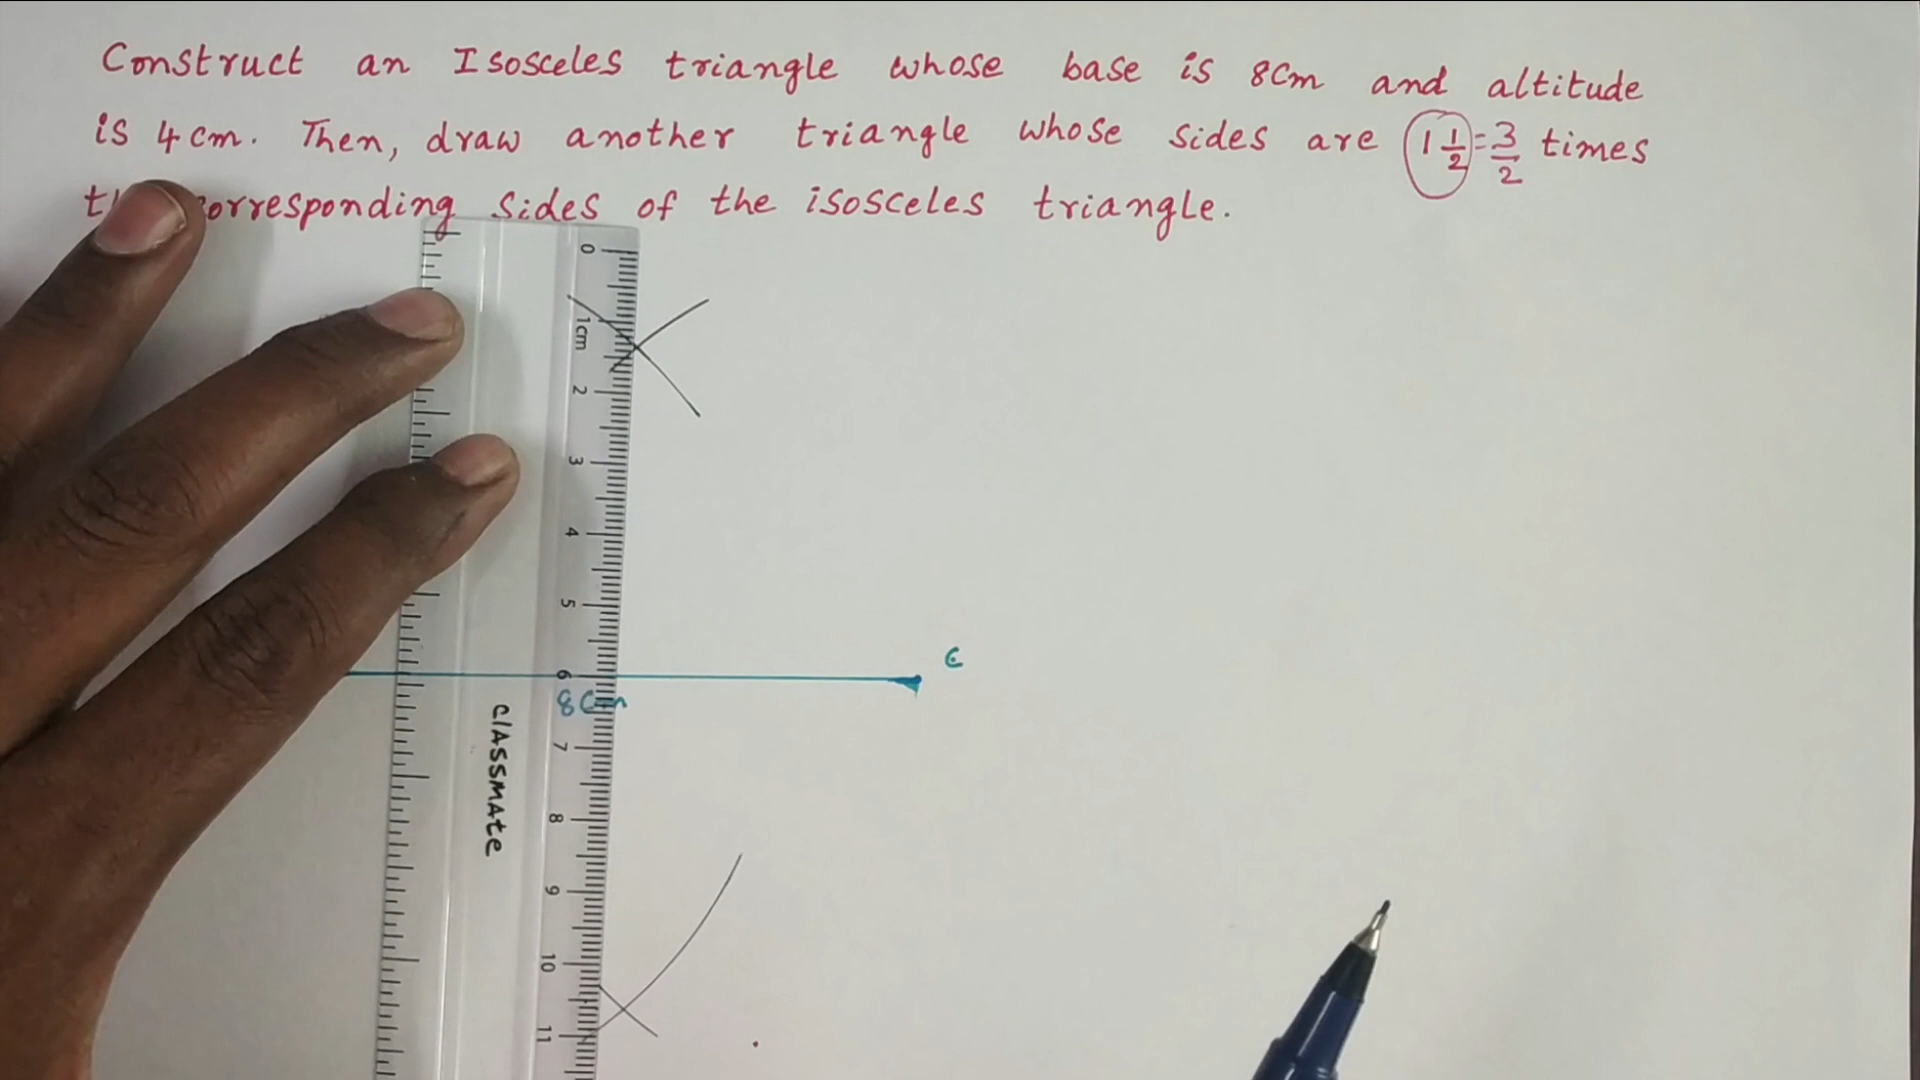 Construct an Isosceles triangle whose base is 8cm and altitude
is 4cm. Then, draw another triangle whose sides are 1 1/2 = 3/2 times
corresponding sides of the isosceles triangle.
0
1cm
2
3
4
5
6
7
8
9
10
11
C
8cm
CLASSMATE